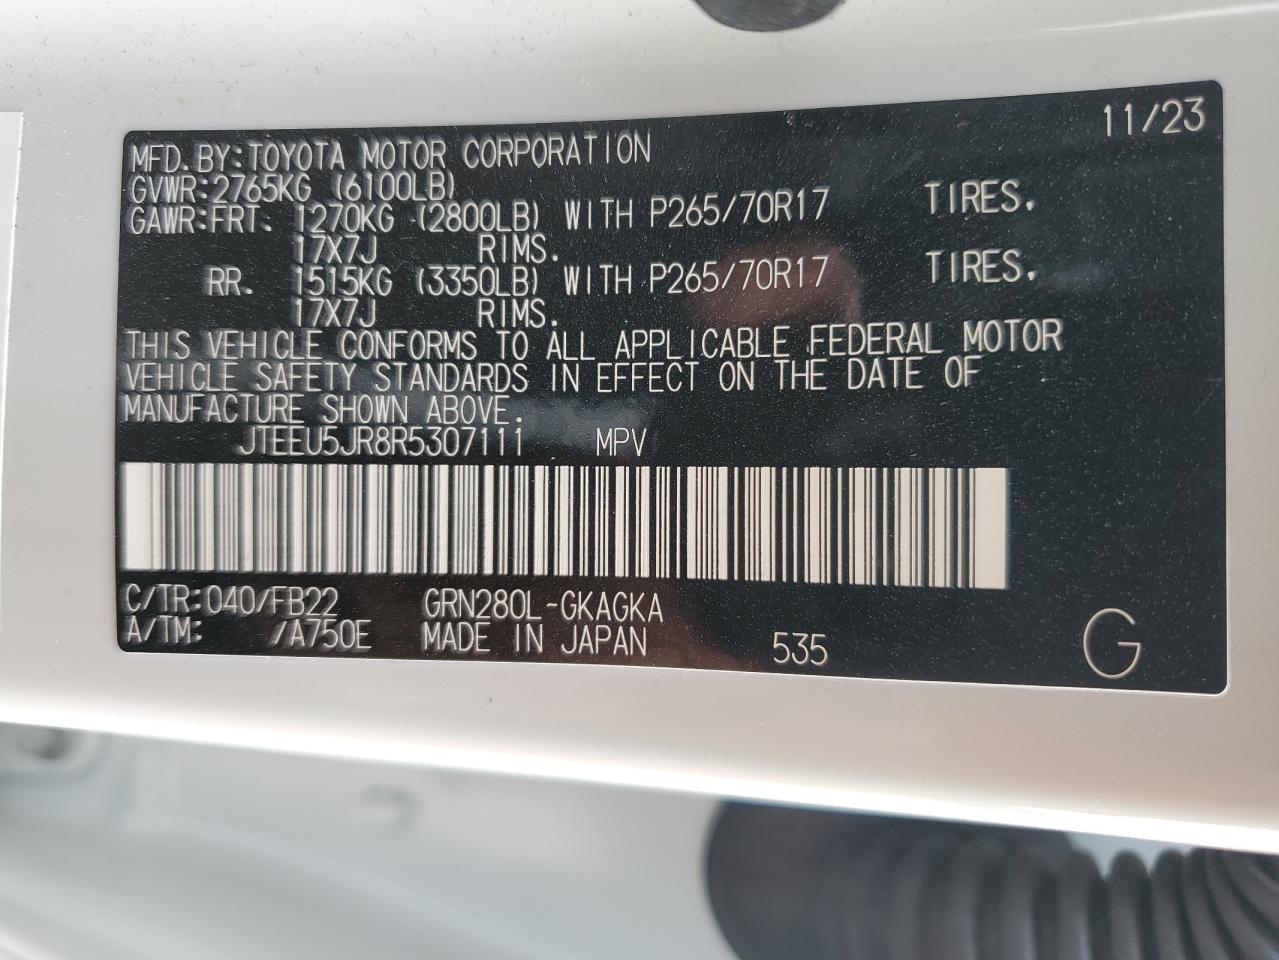 11/23
MFD.BY:TOYOTA MOTOR CORPORATION
GVWR:2765KG (6100LB)
GAWR:FRT. 1270KG (2800LB) WITH P265/70R17 TIRES.
17X7J RIMS.
RR. 1515KG (3350LB) WITH P265/70R17 TIRES.
17X7J RIMS.
THIS VEHICLE CONFORMS TO ALL APPLICABLE FEDERAL MOTOR
VEHICLE SAFETY STANDARDS IN EFFECT ON THE DATE OF
MANUFACTURE SHOWN ABOVE.
JTEEU5JR8R5307111 MPV
C/TR:040/FB22 GRN280L-GKAGKA
A/TM: /A750E MADE IN JAPAN 535 G